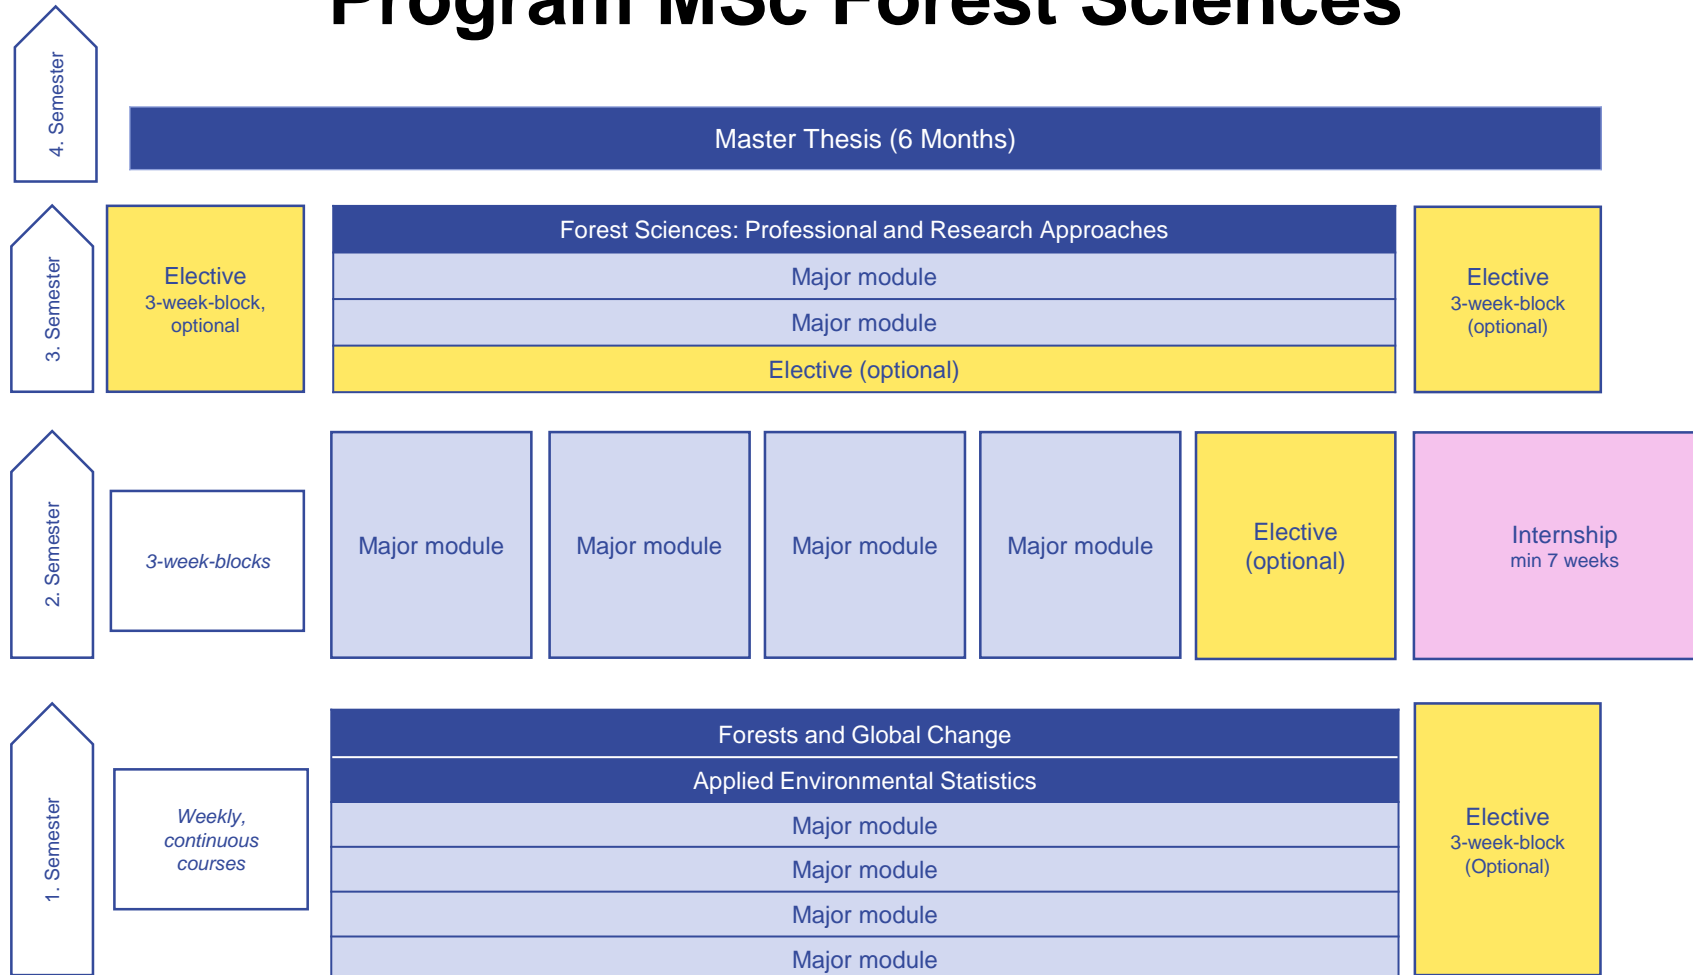 Program MSc Forest Sciences
4. Semester
Master Thesis (6 Months)
3. Semester
Elective
3-week-block,
optional
Forest Sciences: Professional and Research Approaches
Major module
Major module
Elective (optional)
Elective
3-week-block
(optional)
2. Semester
3-week-blocks
Major module
Major module
Major module
Major module
Elective
(optional)
Internship
min 7 weeks
1. Semester
Weekly,
continuous
courses
Forests and Global Change
Applied Environmental Statistics
Major module
Major module
Major module
Major module
Elective
3-week-block
(Optional)